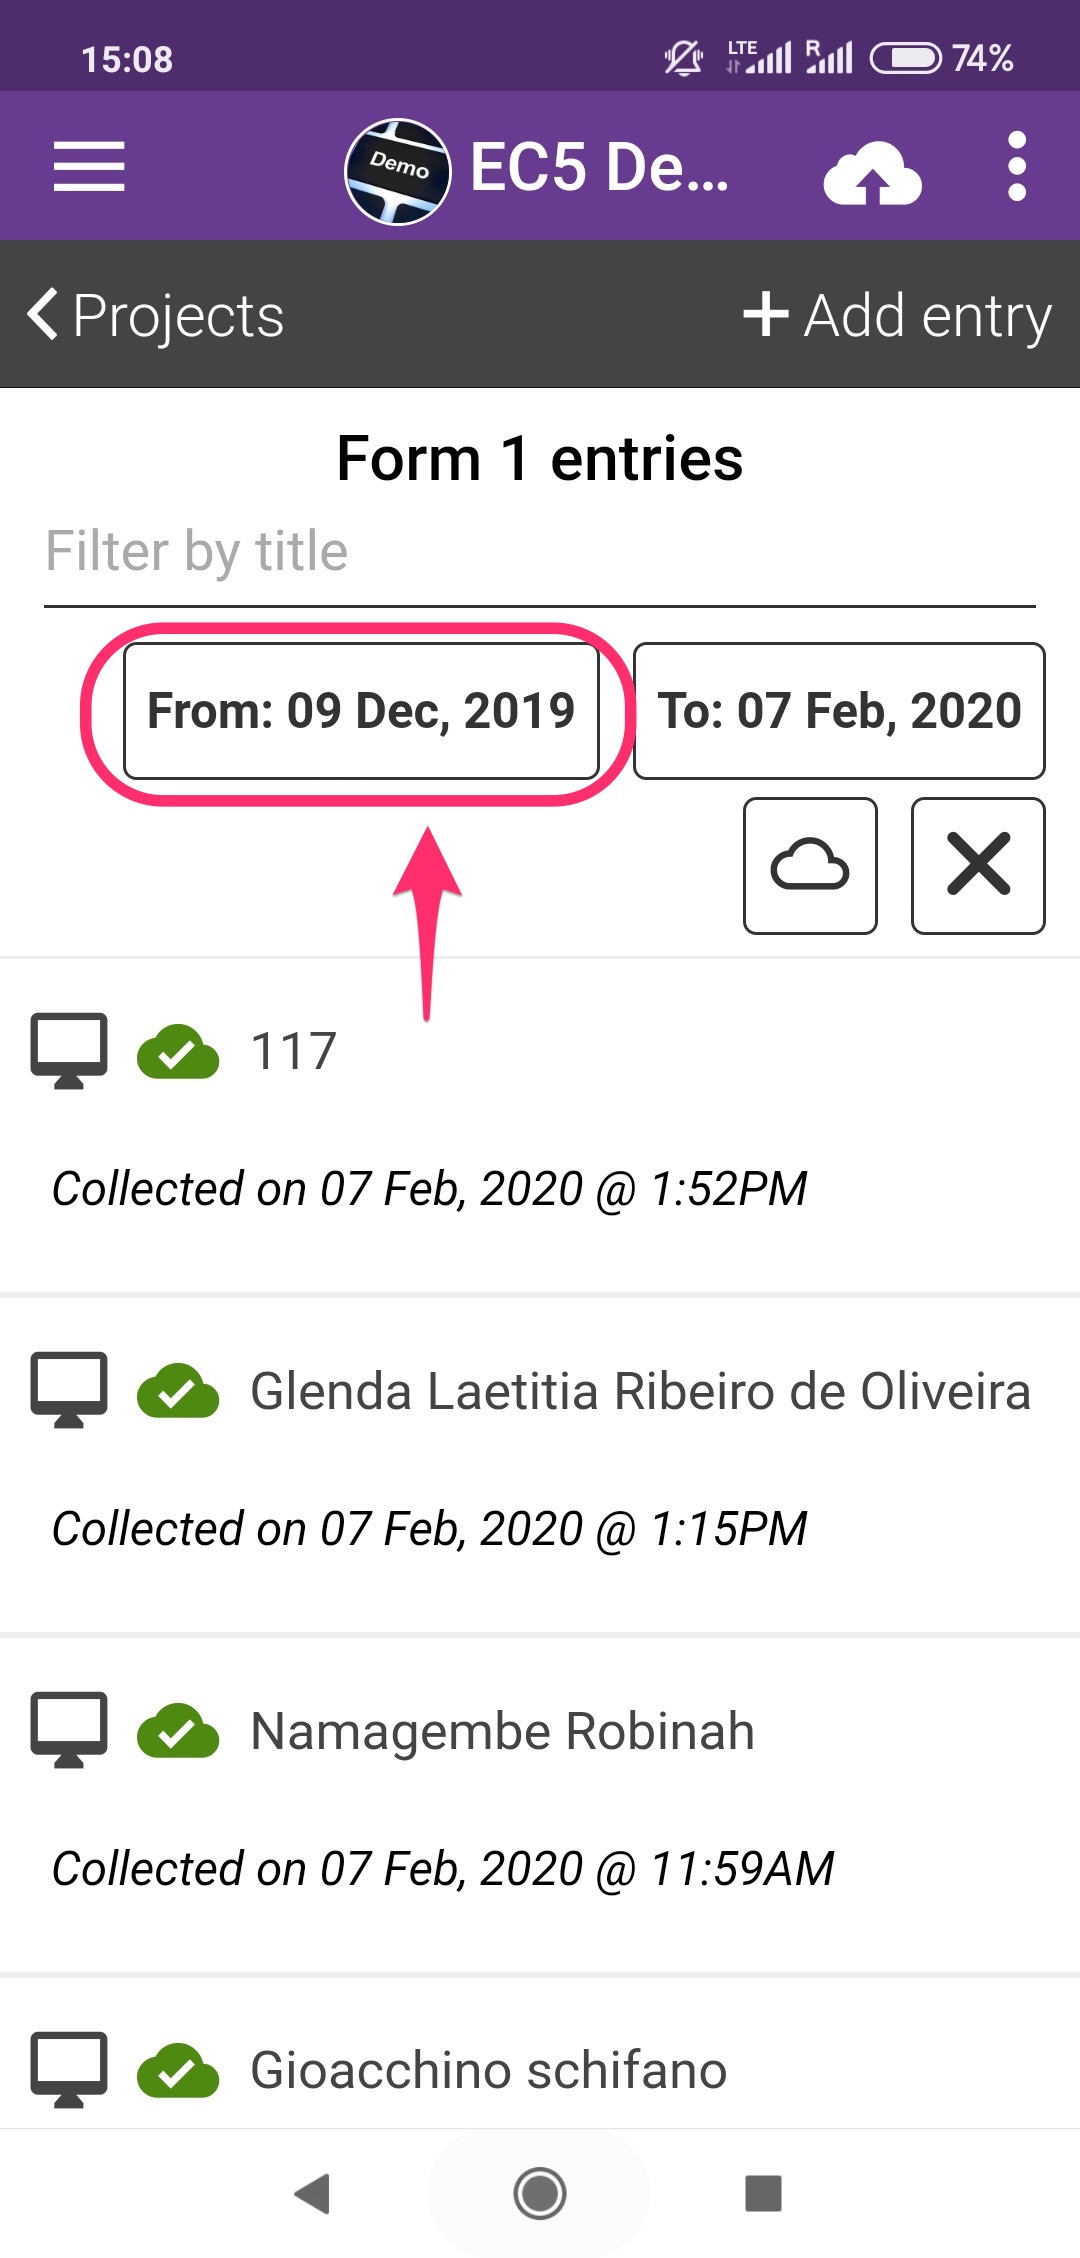 15:08
LTE R 74%
Demo EC5 De...
Projects
+ Add entry
Form 1 entries
Filter by title
From: 09 Dec, 2019
To: 07 Feb, 2020
117
Collected on 07 Feb, 2020 @ 1:52PM
Glenda Laetitia Ribeiro de Oliveira
Collected on 07 Feb, 2020 @ 1:15PM
Namagembe Robinah
Collected on 07 Feb, 2020 @ 11:59AM
Gioacchino schifano